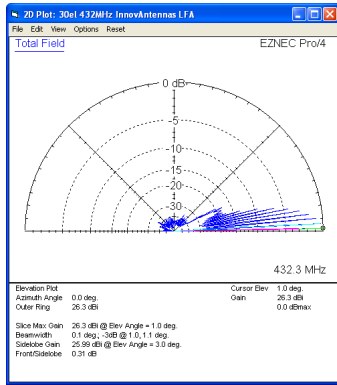 2D Plot: 30el 432MHz InnovAntennas LFA
File Edit View Options Reset
Total Field
EZNEC Pro/4
0 dB
-5
-10
-15
-20
-30
432.3 MHz
Elevation Plot
Cursor Elev 1.0 deg.
Azimuth Angle 0.0 deg.
Gain 26.3 dBi
Outer Ring 26.3 dBi
0.0 dBmax
Slice Max Gain 26.3 dBi @ Elev Angle = 1.0 deg.
Beamwidth 0.1 deg.; -3dB @ 1.0, 1.1 deg.
Sidelobe Gain 25.99 dBi @ Elev Angle = 3.0 deg.
Front/Sidelobe 0.31 dB